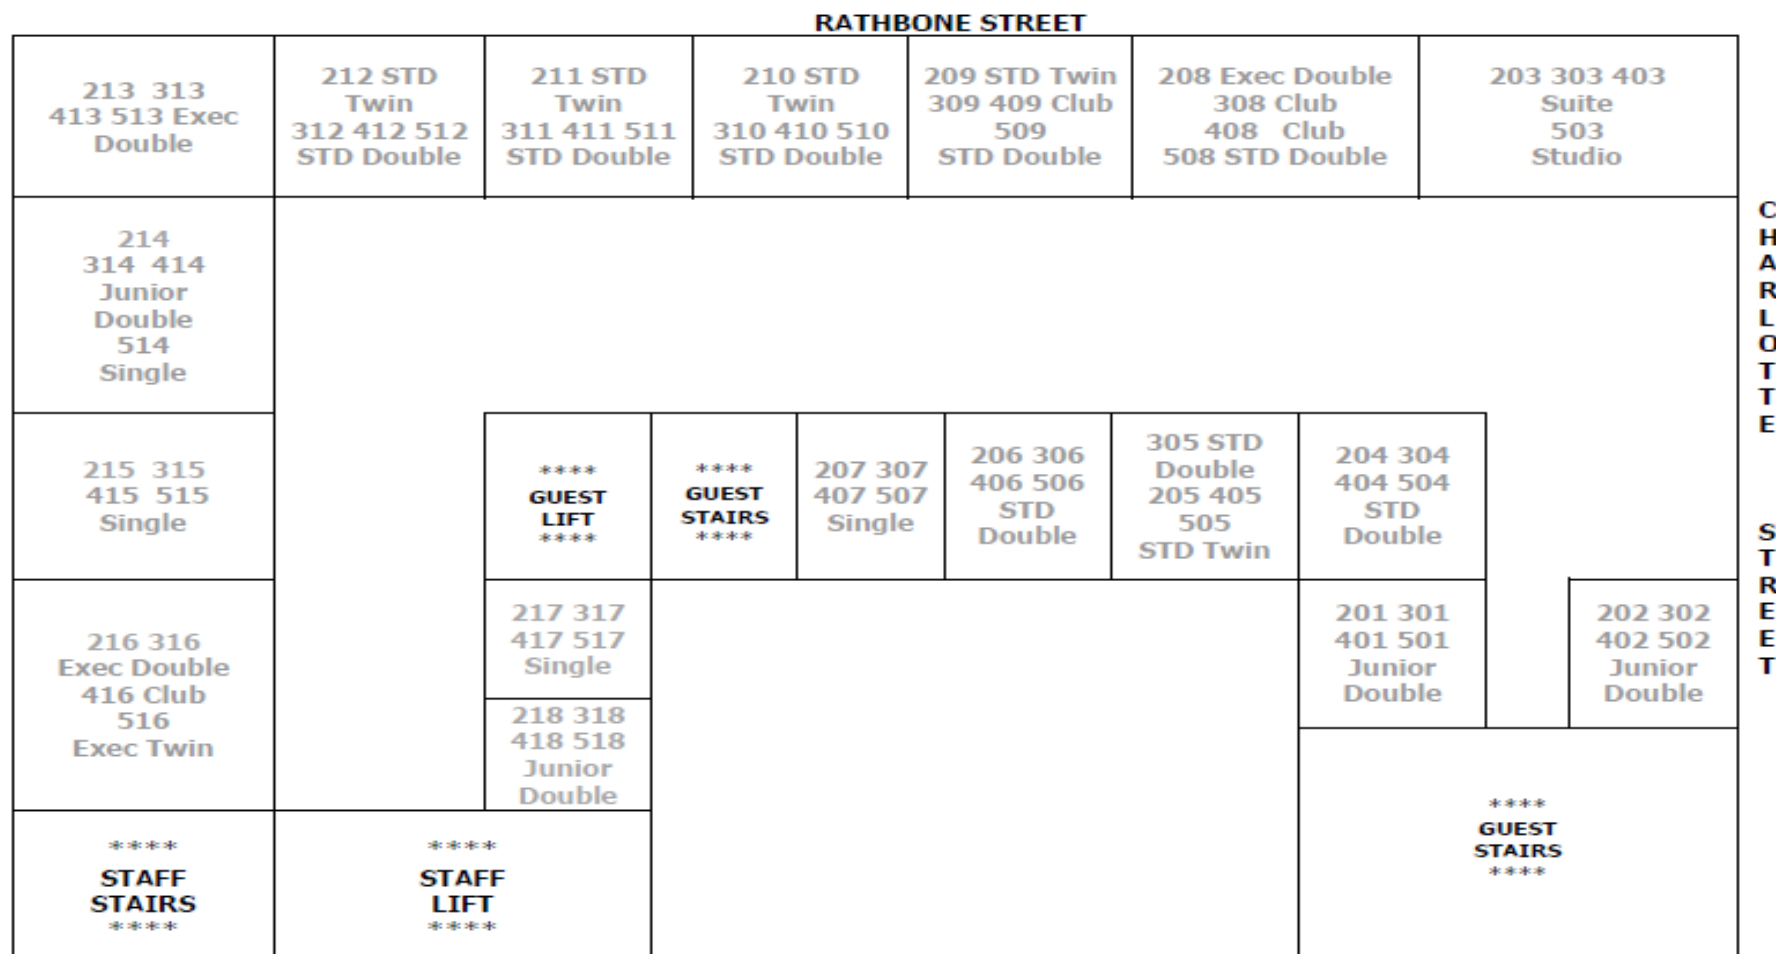 RATHBONE STREET
213 313
413 513 Exec
Double
212 STD
Twin
312 412 512
STD Double
211 STD
Twin
311 411 511
STD Double
210 STD
Twin
310 410 510
STD Double
209 STD Twin
309 409 Club
509
STD Double
208 Exec Double
308 Club
408 Club
508 STD Double
203 303 403
Suite
503
Studio
CHARLOTTE STREET
214
314 414
Junior
Double
514
Single
215 315
415 515
Single
****
GUEST
LIFT
****
****
GUEST
STAIRS
****
207 307
407 507
Single
206 306
406 506
STD
Double
305 STD
Double
205 405
505
STD Twin
204 304
404 504
STD
Double
216 316
Exec Double
416 Club
516
Exec Twin
217 317
417 517
Single
218 318
418 518
Junior
Double
201 301
401 501
Junior
Double
202 302
402 502
Junior
Double
****
STAFF
STAIRS
****
****
STAFF
LIFT
****
****
GUEST
STAIRS
****